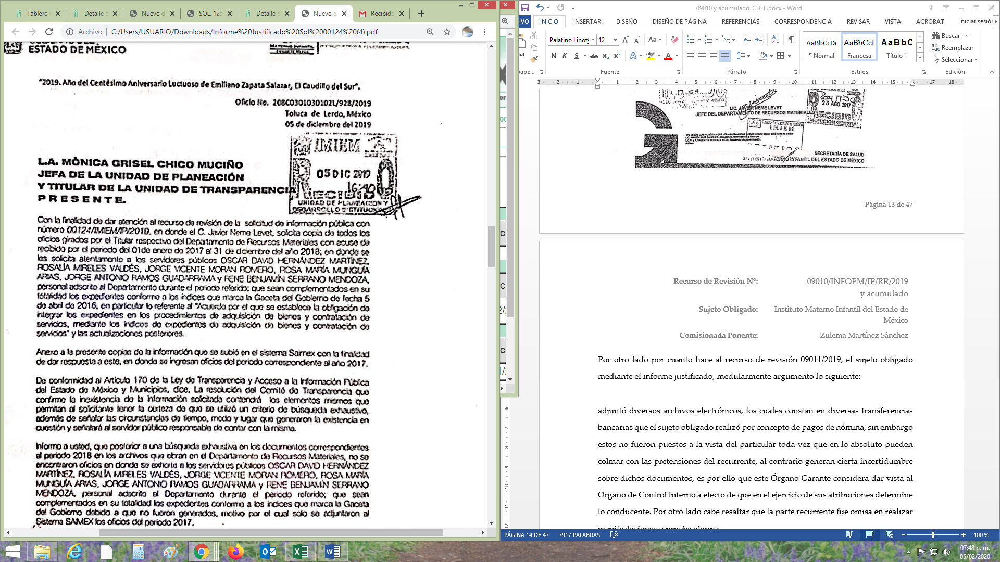 Tablero
Detalle d
Nuevo d
SOL. 125
Detalle d
Nuevo d
Recibido
Archivo
C:/Users/USUARIO/Downloads/Informe%20Justificado%20Sol%2000124%20(4).pdf
ESTADO DE MÉXICO
"2019. Año del Centésimo Aniversario Luctuoso de Emiliano Zapata Salazar, El Caudillo del Sur".
Oficio No. 208C0301030102L/928/2019
Toluca de Lerdo, México
05 de diciembre del 2019
IMIEM
05 DIC 2019
16:40
RECIBIDO
UNIDAD DE PLANEACION Y
DESARROLLO INSTITUCIONAL
L.A. MÒNICA GRISEL CHICO MUCIÑO
JEFA DE LA UNIDAD DE PLANEACIÓN
Y TITULAR DE LA UNIDAD DE TRANSPARENCIA
P R E S E N T E.
Con la finalidad de dar atención al recurso de revisión de la solicitud de información pública con
número 00124/IMIEM/IP/2019, en donde el C. Javier Neme Levet, solicita copia de todos los
oficios girados por el Titular respectivo del Departamento de Recursos Materiales con acuse de
recibido por el periodo del 01de enero de 2017 al 31 de diciembre del año 2018; en donde se
les solicita atentamente a los servidores públicos OSCAR DAVID HERNÁNDEZ MARTÍNEZ,
ROSALÍA MIRELES VALDÉS, JORGE VICENTE MORAN ROMERO, ROSA MARÍA MUNGUÍA
ARIAS, JORGE ANTONIO RAMOS GUADARRAMA y RENE BENJAMÍN SERRANO MENDOZA,
personal adscrito al Departamento durante el periodo referido; que sean complementados en su
totalidad los expedientes conforme a los índices que marca la Gaceta del Gobierno de fecha 5
de abril de 2016, en particular lo referente al "Acuerdo por el que se establece la obligación de
integrar los expedientes en los procedimientos de adquisición de bienes y contratación de
servicios, mediante los índices de expedientes de adquisición de bienes y contratación de
servicios" y las actualizaciones posteriores.
Anexo a la presente copias de la información que se subió en el sistema Saimex con la finalidad
de dar respuesta a este, en donde se ingresan oficios del periodo correspondiente al año 2017.
De conformidad al Artículo 170 de la Ley de Transparencia y Acceso a la Información Pública
del Estado de México y Municipios, dice, La resolución del Comité de Transparencia que
confirme la inexistencia de la información solicitada contendrá los elementos mismos que
permitan al solicitante tener la certeza de que se utilizó un criterio de búsqueda exhaustivo,
además de señalar las circunstancias de tiempo, modo y lugar que generaron la existencia en
cuestión y señalará al servidor público responsable de contar con la misma.
Informo a usted, que posterior a una búsqueda exhaustiva en los documentos correspondientes
al periodo 2018 en los archivos que obran en el Departamento de Recursos Materiales, no se
encontraron oficios en donde se exhorte a los servidores públicos OSCAR DAVID HERNÁNDEZ
MARTÍNEZ, ROSALÍA MIRELES VALDÉS, JORGE VICENTE MORAN ROMERO, ROSA MARÍA
MUNGUÍA ARIAS, JORGE ANTONIO RAMOS GUADARRAMA y RENE BENJAMÍN SERRANO
MENDOZA, personal adscrito al Departamento durante el periodo referido; que sean
complementados en su totalidad los expedientes conforme a los índices que marca la Gaceta
del Gobierno debido a que no fueron generados, motivo por el cual solo se adjuntaron al
Sistema SAIMEX los oficios del periodo 2017.
09010 y acumulado_CDFE.docx - Word
IVO
INICIO
INSERTAR
DISEÑO
DISEÑO DE PÁGINA
REFERENCIAS
CORRESPONDENCIA
REVISAR
VISTA
ACROBAT
Iniciar sesión
Palatino Linoty
12
AaBbCcDc
AaBbCcI
AaBbC
¶ Normal
Francesa
Título 1
Buscar
Reemplazar
Seleccionar
gar
pape...
Fuente
Párrafo
Estilos
Edición
3 2 1 1 2 3 4 5 6 7 8 9 10 11 12 13 14 15 17 18
LIC. JAVIER NEME LEVET
JEFE DEL DEPARTAMENTO DE RECURSOS MATERIALES
23 AGO 2017
RECIBIDO
DIRECCION GENERAL
IMIEM
SECRETARÍA DE SALUD
INFANTIL DEL ESTADO DE MÉXICO
Página 13 de 47
Recurso de Revisión N°:
09010/INFOEM/IP/RR/2019
y acumulado
Sujeto Obligado:
Instituto Materno Infantil del Estado de
México
Comisionada Ponente:
Zulema Martínez Sánchez
Por otro lado por cuanto hace al recurso de revisión 09011/2019, el sujeto obligado
mediante el informe justificado, medularmente argumento lo siguiente:
adjuntó diversos archivos electrónicos, los cuales constan en diversas transferencias
bancarias que el sujeto obligado realizó por concepto de pagos de nómina, sin embargo
estos no fueron puestos a la vista del particular toda vez que en lo absoluto pueden
colmar con las pretensiones del recurrente, al contrario generan cierta incertidumbre
sobre dichos documentos, es por ello que este Órgano Garante considera dar vista al
Órgano de Control Interno a efecto de que en el ejercicio de sus atribuciones determine
lo conducente. Por otro lado cabe resaltar que la parte recurrente fue omisa en realizar
manifestaciones o prueba alguna
PÁGINA 14 DE 47
7917 PALABRAS
100 %
07:48 p. m.
05/02/2020